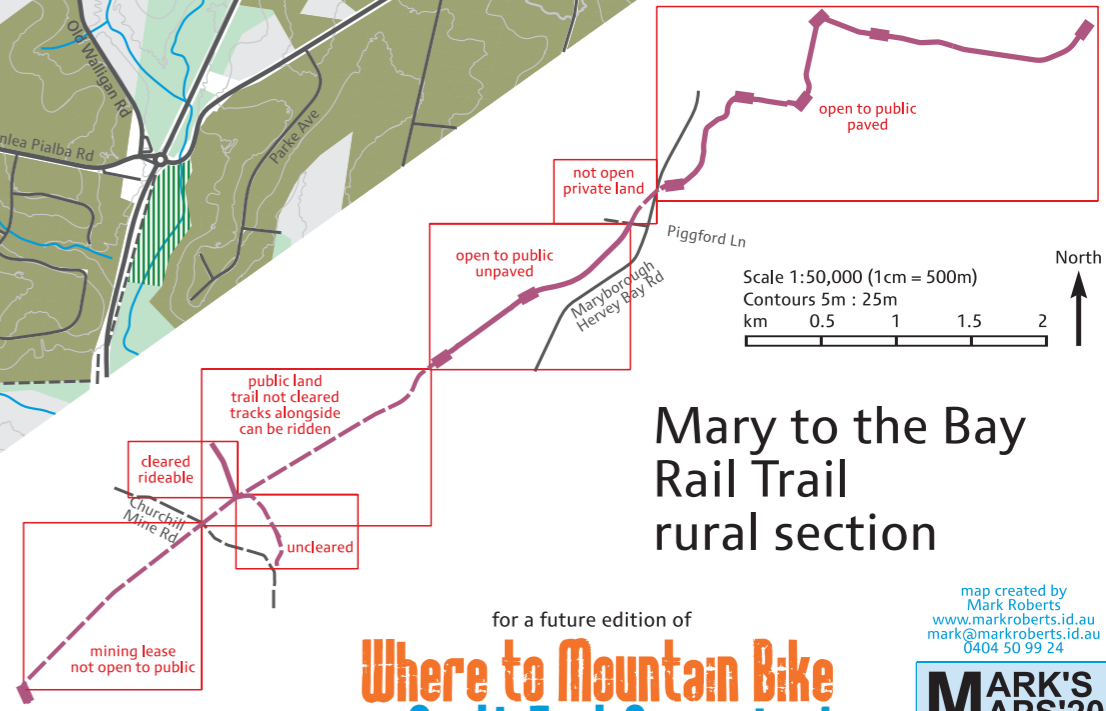 Old Walligan Rd
nlea Pialba Rd
Parke Ave
open to public
paved
not open
private land
Piggford Ln
open to public
unpaved
Maryborough
Hervey Bay Rd
North
Scale 1:50,000 (1cm = 500m)
Contours 5m : 25m
km 0.5 1 1.5 2
public land
trail not cleared
tracks alongside
can be ridden
cleared
rideable
Churchill
Mine Rd
uncleared
mining lease
not open to public
Mary to the Bay
Rail Trail
rural section
for a future edition of
Where to Mountain Bike
map created by
Mark Roberts
www.markroberts.id.au
mark@markroberts.id.au
0404 50 99 24
MARK'S